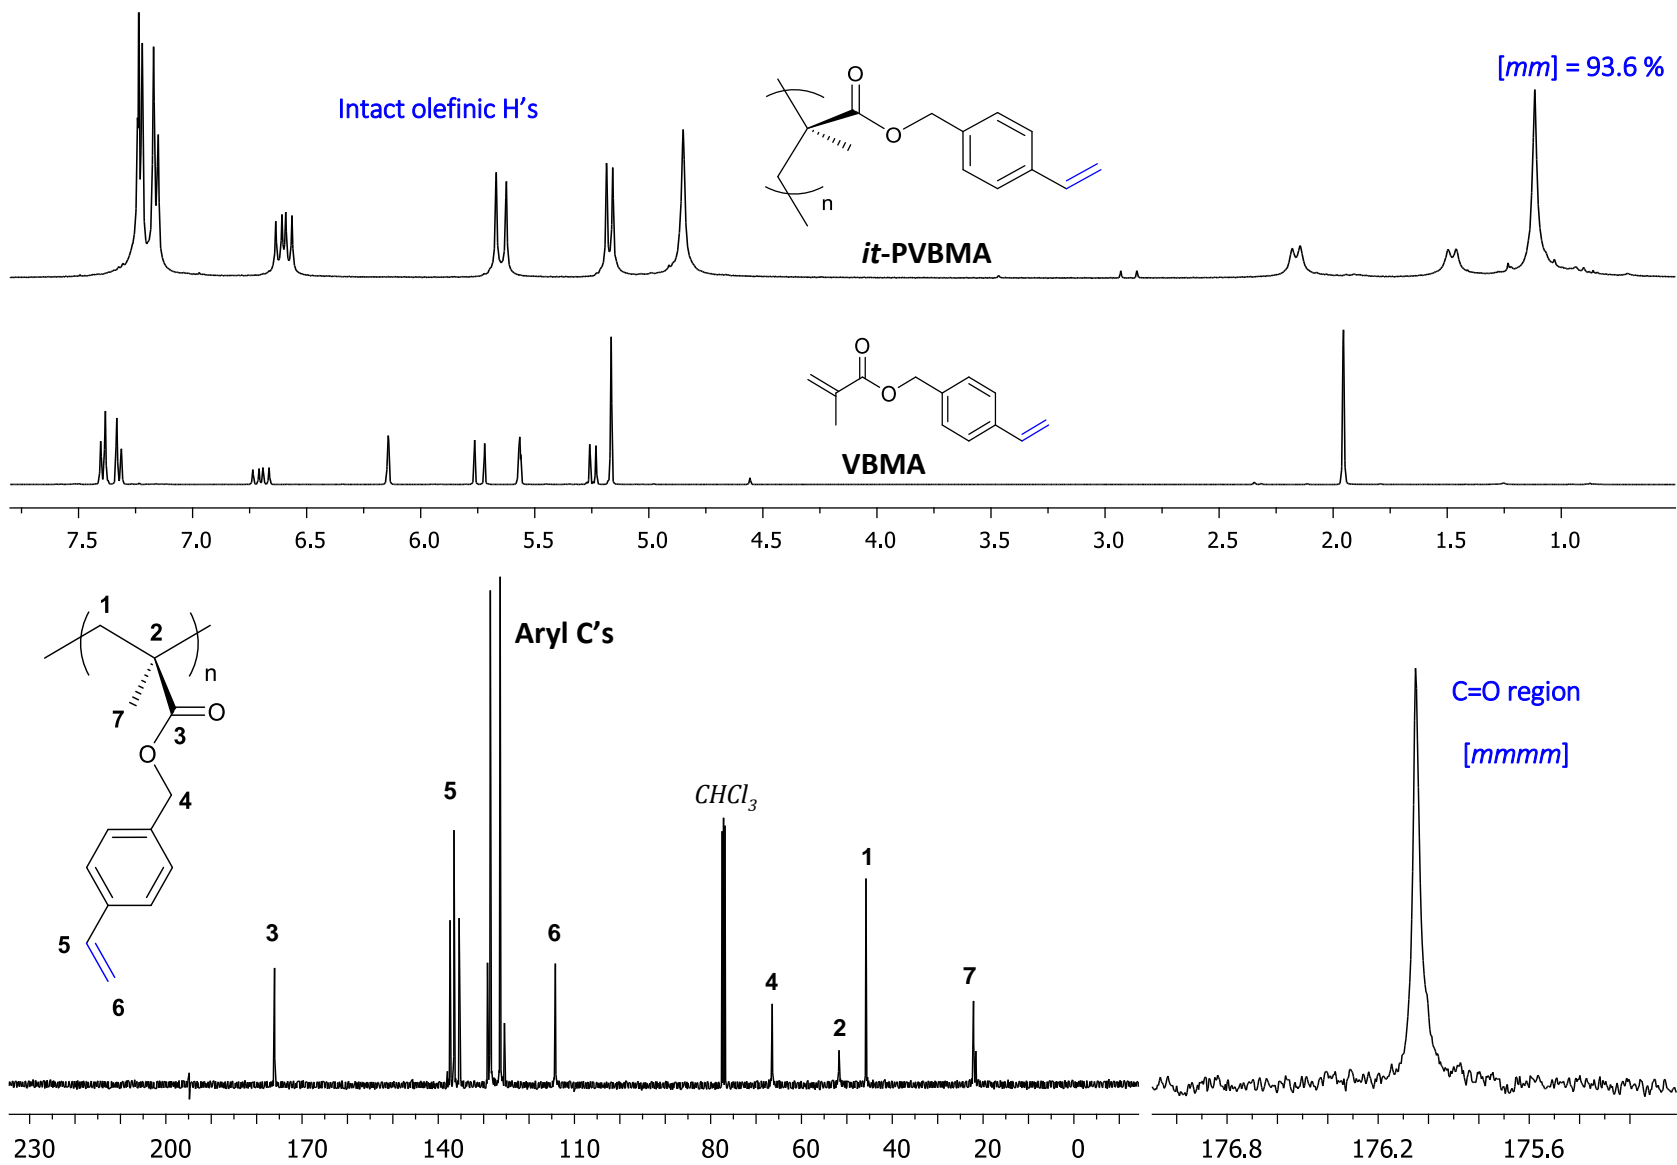 [mm] = 93.6 %
Intact olefinic H's
O
O
n
it-PVBMA
O
O
VBMA
7.5 7.0 6.5 6.0 5.5 5.0 4.5 4.0 3.5 3.0 2.5 2.0 1.5 1.0
1
2
n
7
3
O
O
4
5
6
Aryl C's
5
CHCl₃
3
6
4
2
1
7
C=O region
[mmmm]
230 200 170 140 110 80 60 40 20 0
176.8 176.2 175.6